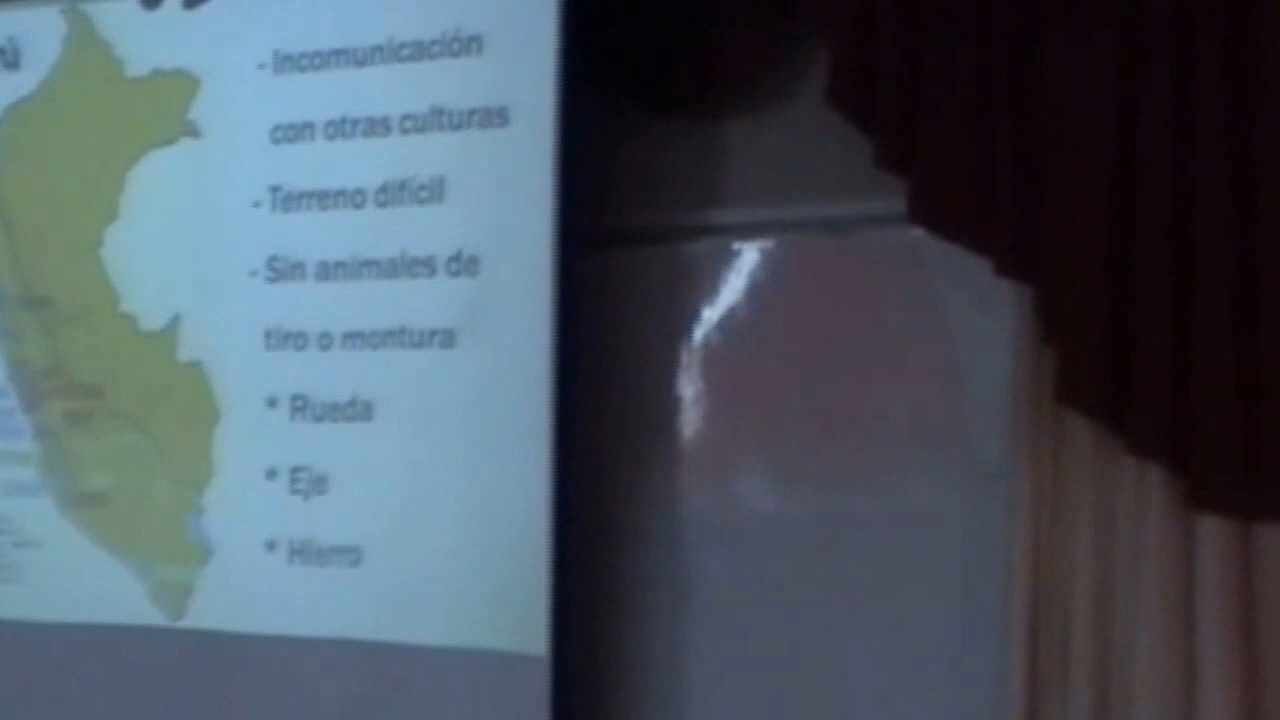 - Incomunicación
con otras culturas
- Terreno difícil
- Sin animales de
tiro o montura
* Rueda
* Eje
* Hierro